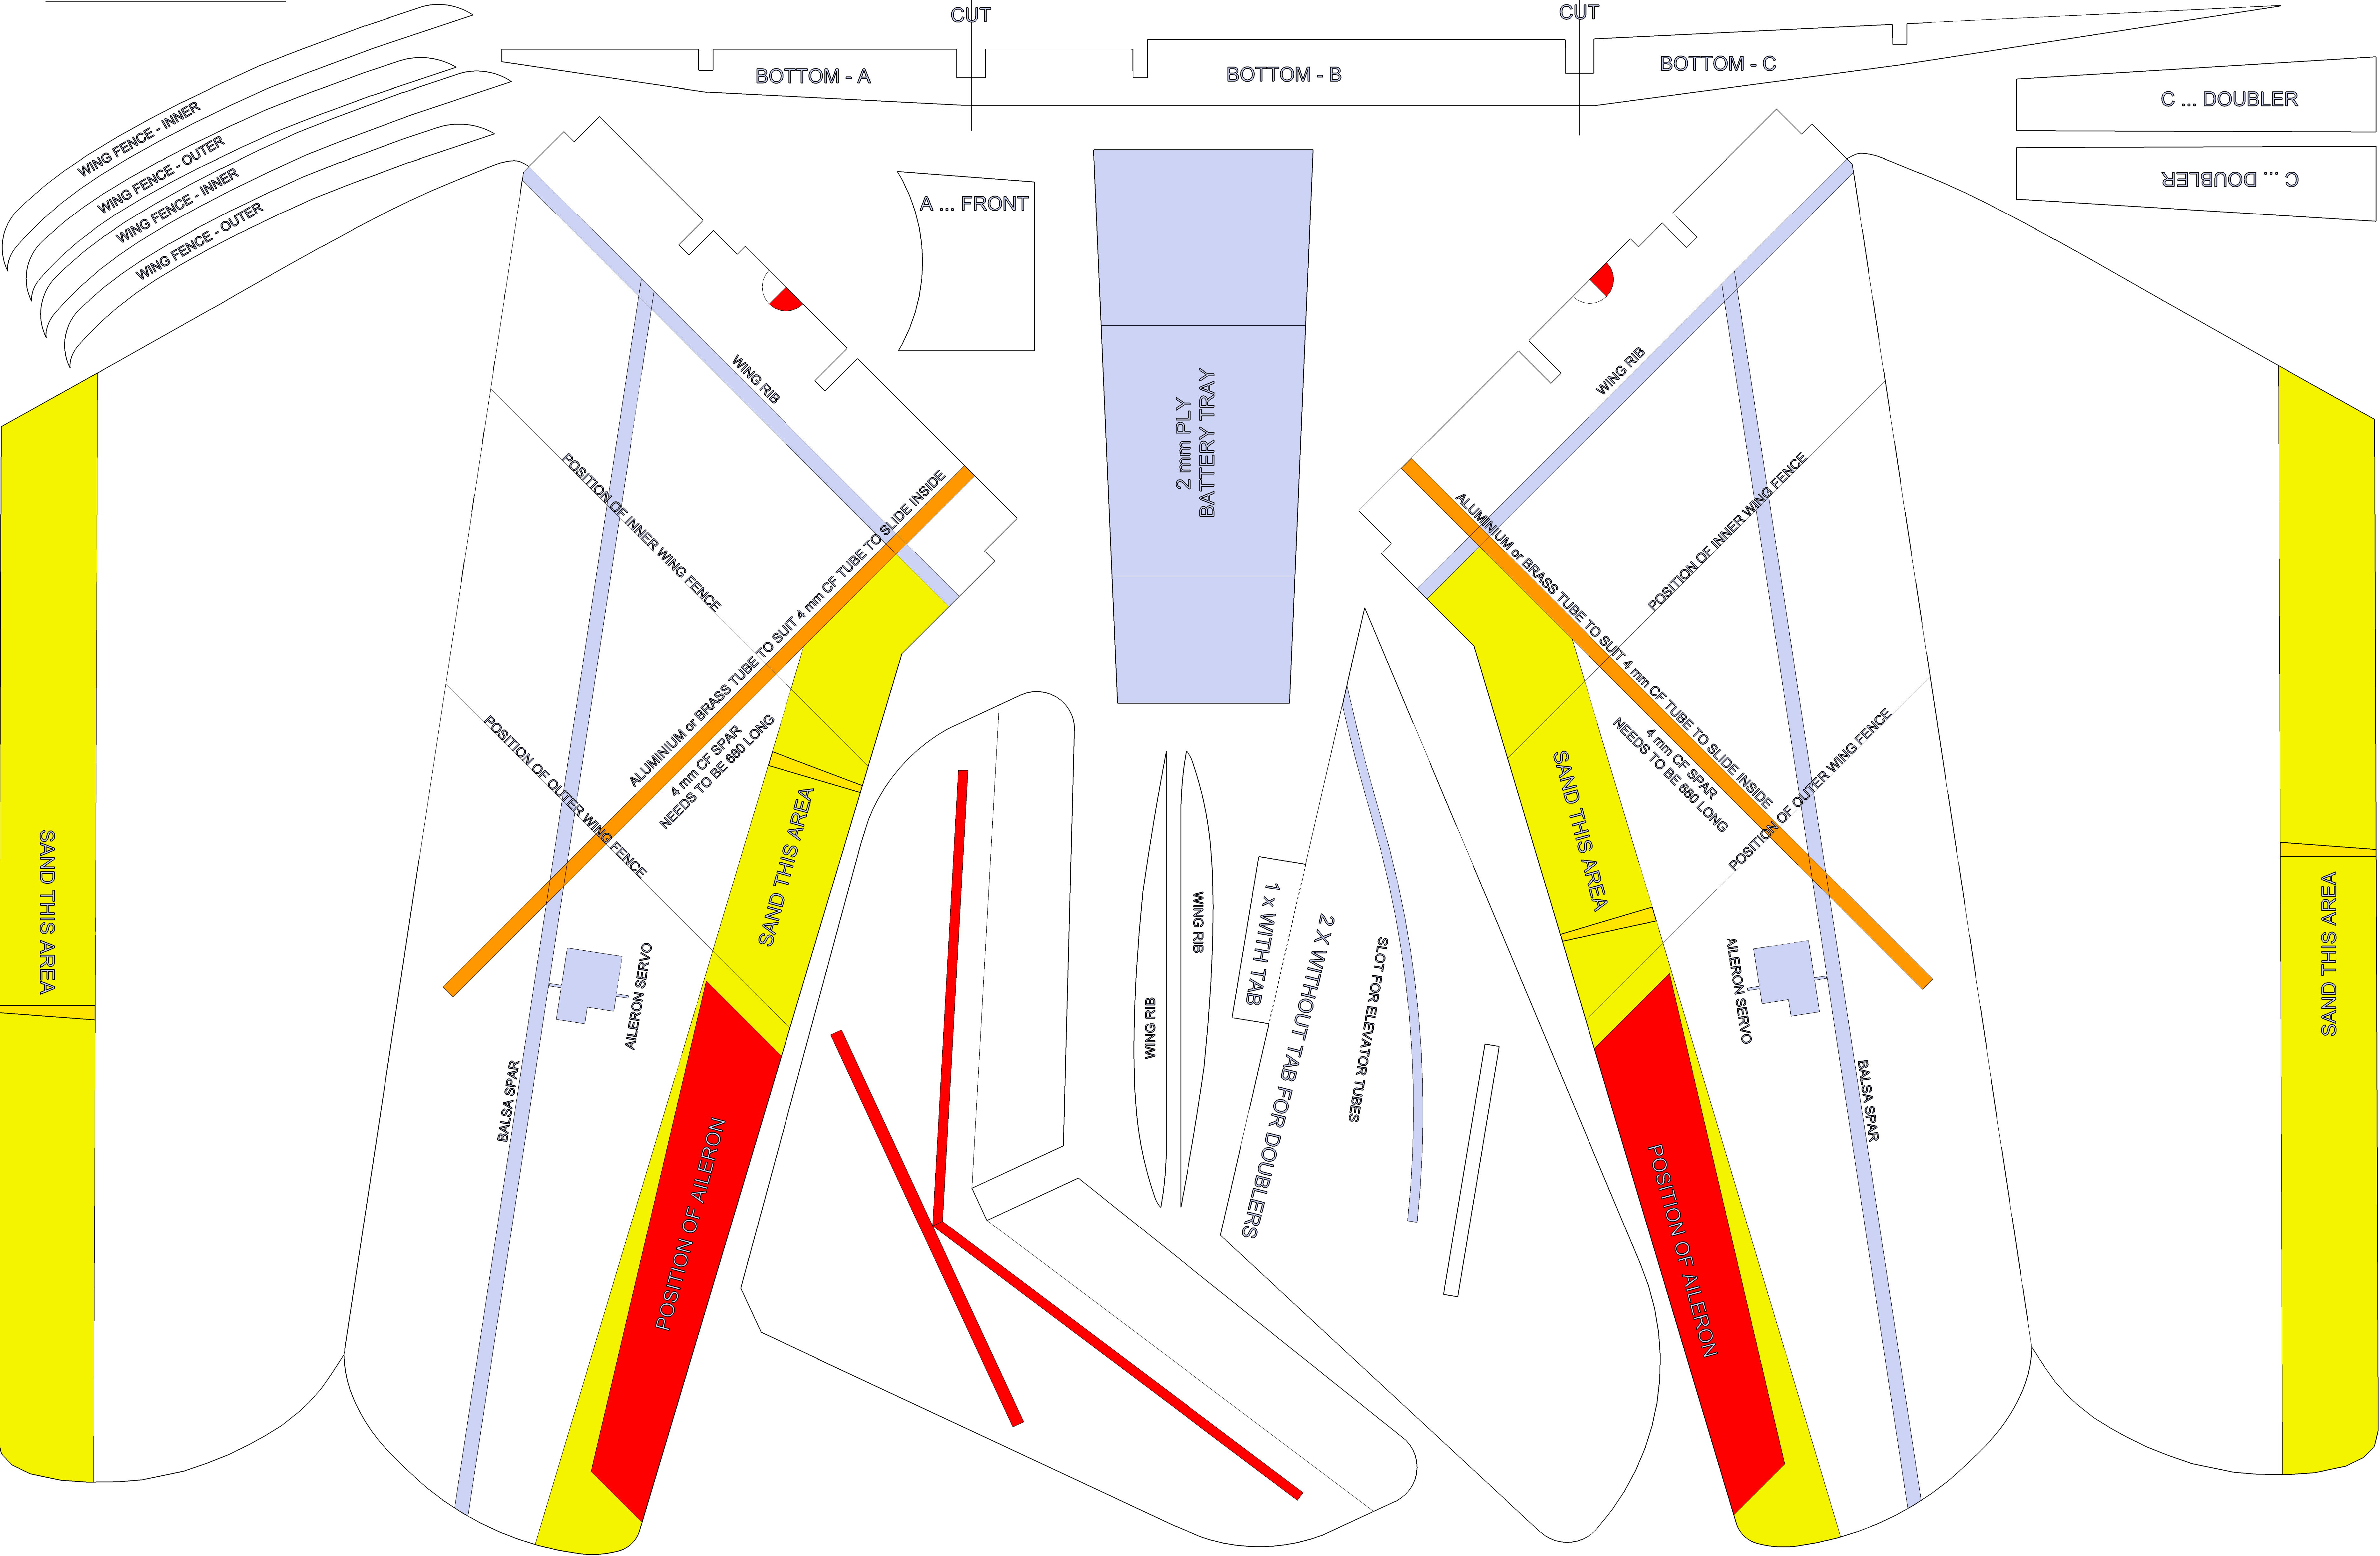 CUT
CUT
BOTTOM - A
BOTTOM - B
BOTTOM - C
C ... DOUBLER
C ... DOUBLER
WING FENCE - INNER
WING FENCE - OUTER
WING FENCE - INNER
WING FENCE - OUTER
A ... FRONT
WING RIB
WING RIB
2 mm PLY
BATTERY TRAY
POSITION OF INNER WING FENCE
POSITION OF INNER WING FENCE
ALUMINIUM or BRASS TUBE TO SUIT 4 mm CF TUBE TO SLIDE INSIDE
4 mm CF SPAR
NEEDS TO BE 680 LONG
ALUMINIUM or BRASS TUBE TO SUIT 4 mm CF TUBE TO SLIDE INSIDE
4 mm CF SPAR
NEEDS TO BE 680 LONG
POSITION OF OUTER WING FENCE
POSITION OF OUTER WING FENCE
SAND THIS AREA
SAND THIS AREA
SAND THIS AREA
SAND THIS AREA
WING RIB
WING RIB
1 x WITH TAB
2 X WITHOUT TAB FOR DOUBLERS
SLOT FOR ELEVATOR TUBES
AILERON SERVO
AILERON SERVO
BALSA SPAR
BALSA SPAR
POSITION OF AILERON
POSITION OF AILERON